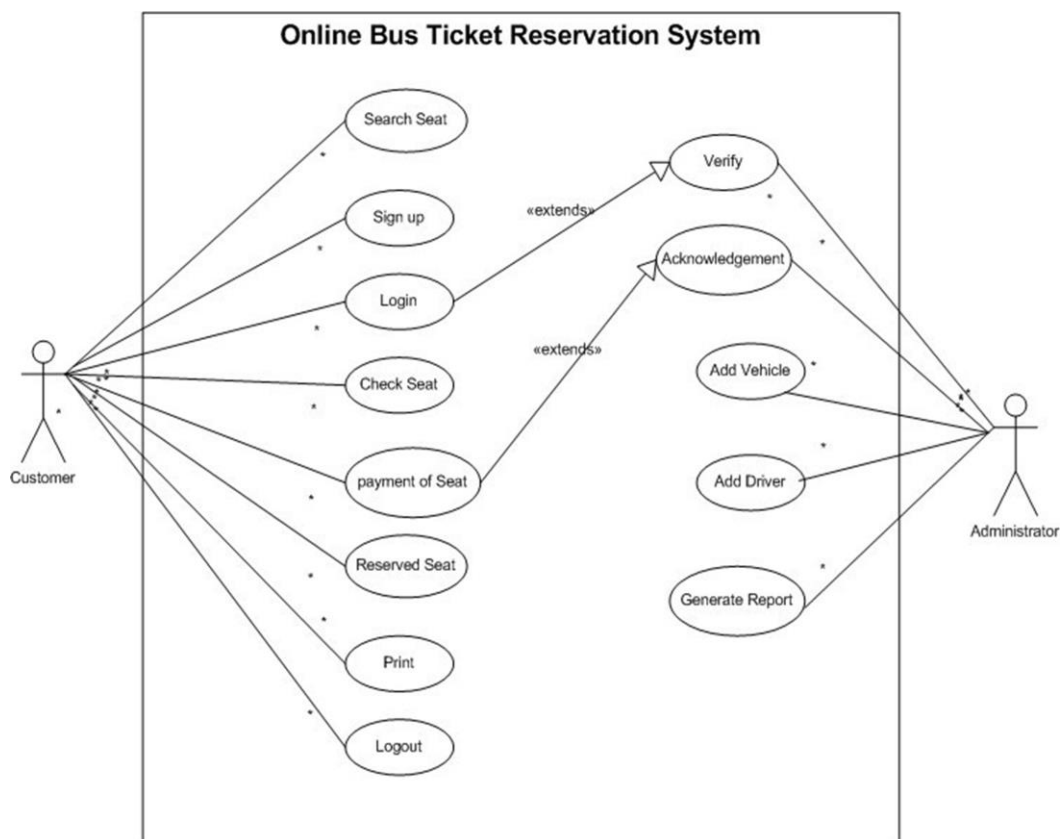 Online Bus Ticket Reservation System
Search Seat
Sign up
Login
Check Seat
payment of Seat
Reserved Seat
Print
Logout
«extends»
«extends»
Verify
Acknowledgement
Add Vehicle
Add Driver
Generate Report
Customer
Administrator